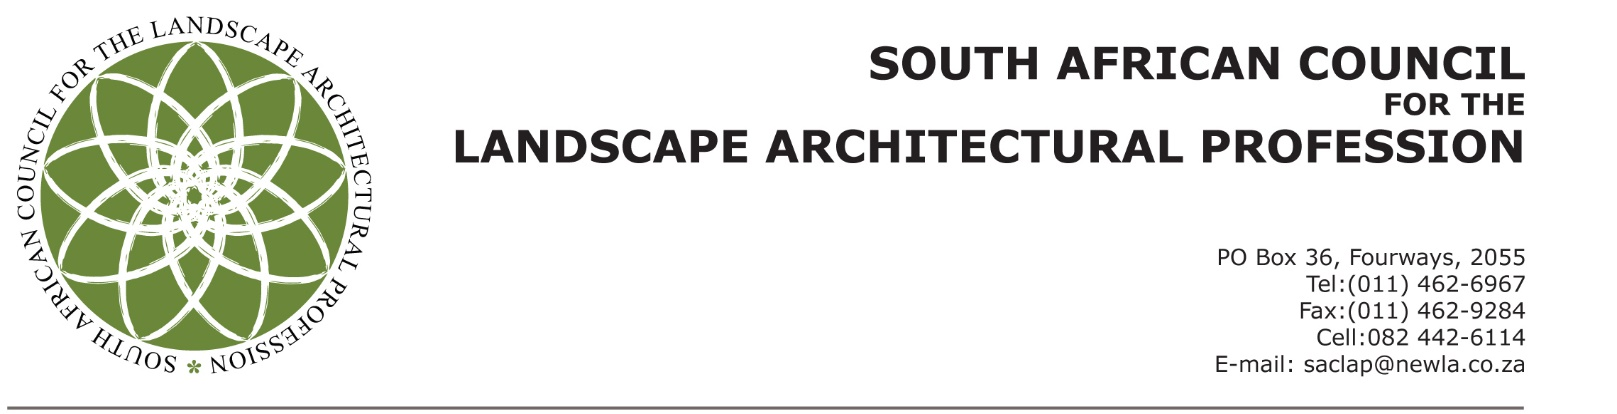 SOUTH AFRICAN COUNCIL FOR THE LANDSCAPE ARCHITECTURAL PROFESSION *
SOUTH AFRICAN COUNCIL
FOR THE
LANDSCAPE ARCHITECTURAL PROFESSION
PO Box 36, Fourways, 2055
Tel:(011) 462-6967
Fax:(011) 462-9284
Cell:082 442-6114
E-mail: saclap@newla.co.za